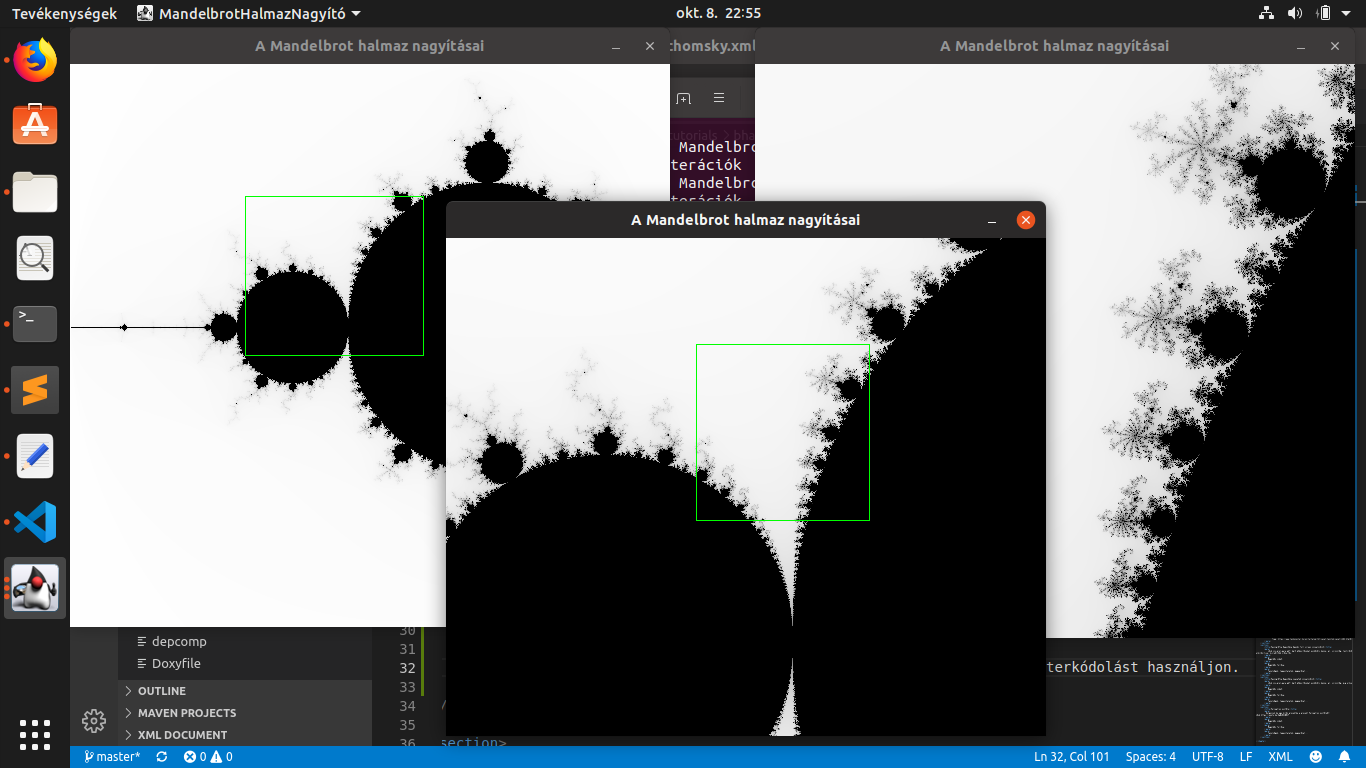 Tevékenységek MandelbrotHalmazNagyító okt. 8. 22:55
A Mandelbrot halmaz nagyításai
chomsky.xml
A Mandelbrot halmaz nagyításai
tutorials > bha
Mandelbro
terációk
Mandelbro
terációk
A Mandelbrot halmaz nagyításai
>_
depcomp
Doxyfile
OUTLINE
MAVEN PROJECTS
XML DOCUMENT
30
31
32 terkódolást használjon.
33
34 /
35
36 section>
master* 0 0 Ln 32, Col 101 Spaces: 4 UTF-8 LF XML